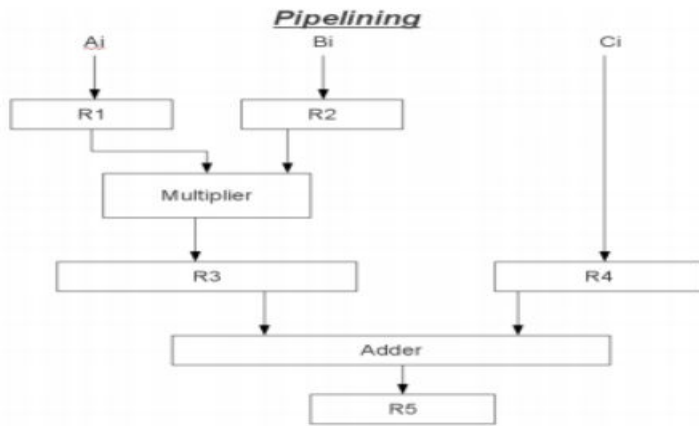 Pipelining
Ai Bi Ci
R1 R2
Multiplier
R3 R4
Adder
R5